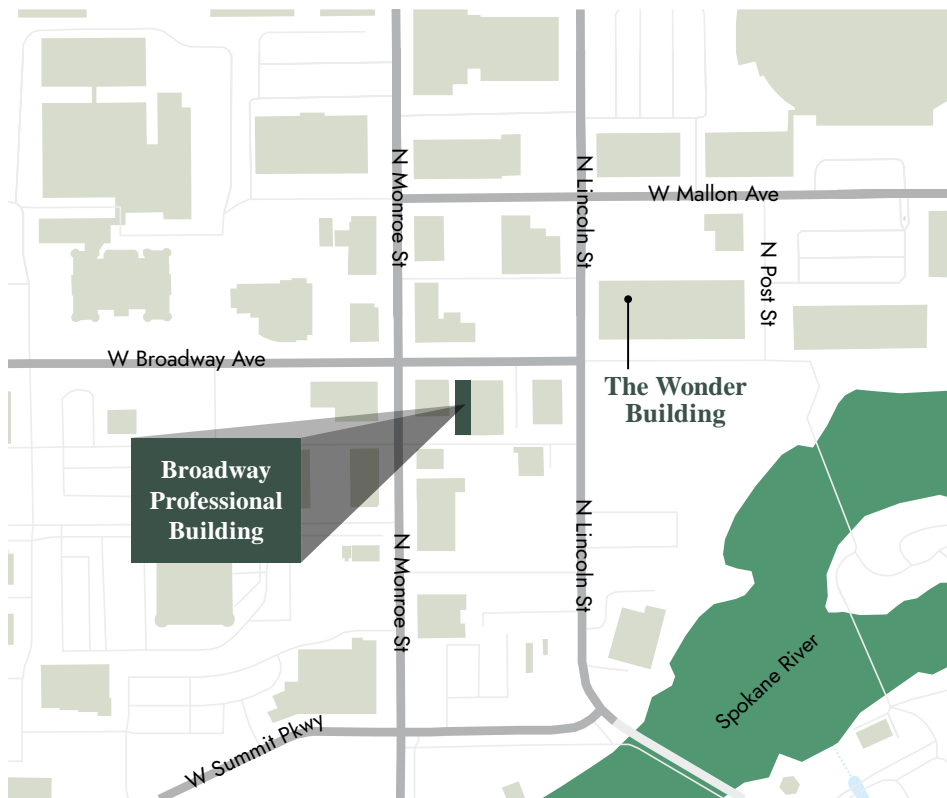 N Monroe St
N Lincoln St
W Mallon Ave
N Post St
W Broadway Ave
The Wonder
Building
Broadway
Professional
Building
N Monroe St
N Lincoln St
Spokane River
W Summit Pkwy